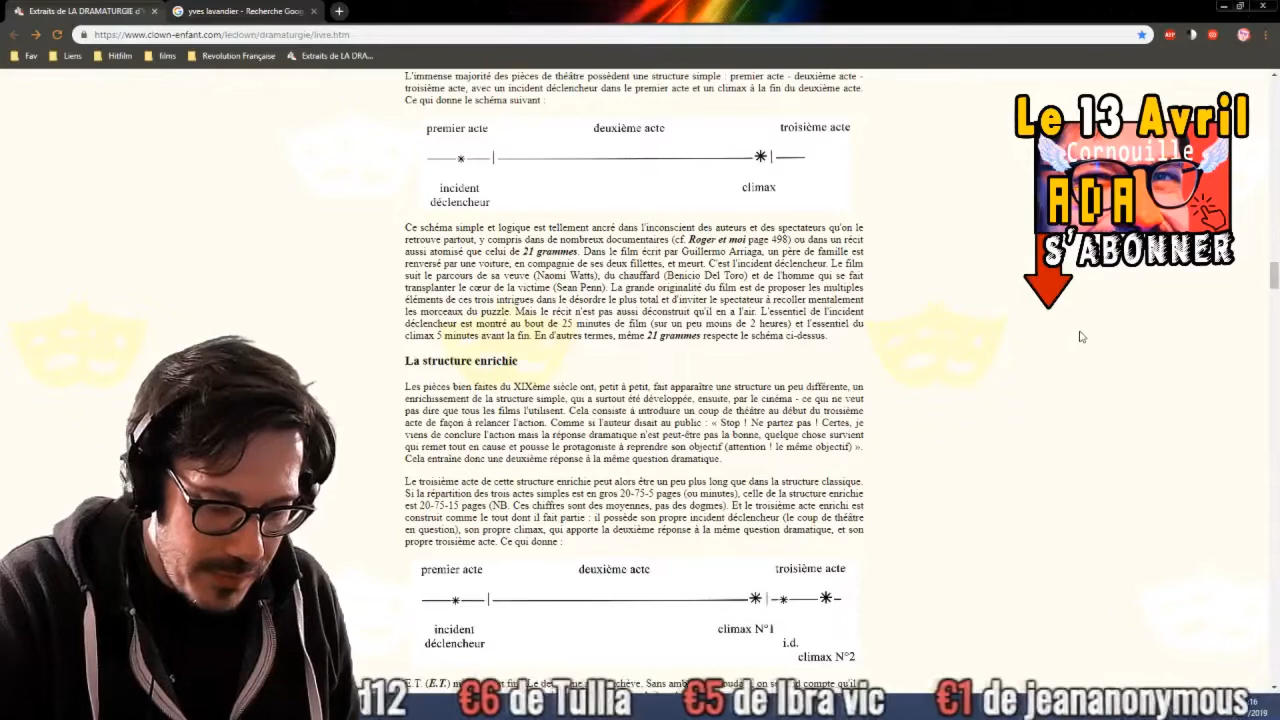 Extraits de LA DRAMATURGIE d'
yves lavandier - Recherche Goog
https://www.clown-enfant.com/leclown/dramaturgie/livre.htm
Fav
Liens
Hitfilm
films
Revolution Française
Extraits de LA DRA...
L'immense majorité des pièces de théâtre possèdent une structure simple : premier acte - deuxième acte -
troisième acte, avec un incident déclencheur dans le premier acte et un climax à la fin du deuxième acte.
Ce qui donne le schéma suivant :
premier acte
deuxième acte
troisième acte
incident
déclencheur
climax
Le 13 Avril
Cornouille
ADA
S'ABONNER
Ce schéma simple et logique est tellement ancré dans l'inconscient des auteurs et des spectateurs qu'on le
retrouve partout, y compris dans de nombreux documentaires (cf. Roger et moi page 498) ou dans un récit
aussi atomisé que celui de 21 grammes. Dans le film écrit par Guillermo Arriaga, un père de famille est
renversé par une voiture, en compagnie de ses deux fillettes, et meurt. C'est l'incident déclencheur. Le film
suit le parcours de sa veuve (Naomi Watts), du chauffard (Benicio Del Toro) et de l'homme qui se fait
transplanter le cœur de la victime (Sean Penn). La grande originalité du film est de proposer les multiples
éléments de ces trois intrigues dans le désordre le plus total et d'inviter le spectateur à recoller mentalement
les morceaux du puzzle. Mais le récit n'est pas aussi déconstruit qu'il en a l'air. L'essentiel de l'incident
déclencheur est montré au bout de 25 minutes de film (sur un peu moins de 2 heures) et l'essentiel du
climax 5 minutes avant la fin. En d'autres termes, même 21 grammes respecte le schéma ci-dessus.
La structure enrichie
Les pièces bien faites du XIXème siècle ont, petit à petit, fait apparaître une structure un peu différente, un
enrichissement de la structure simple, qui a surtout été développée, ensuite, par le cinéma - ce qui ne veut
pas dire que tous les films l'utilisent. Cela consiste à introduire un coup de théâtre au début du troisième
acte de façon à relancer l'action. Comme si l'auteur disait au public : « Stop ! Ne partez pas ! Certes, je
viens de conclure l'action mais la réponse dramatique n'est peut-être pas la bonne, quelque chose survient
qui remet tout en cause et pousse le protagoniste à reprendre son objectif (attention ! le même objectif) ».
Cela entraîne donc une deuxième réponse à la même question dramatique.
Le troisième acte de cette structure enrichie peut alors être un peu plus long que dans la structure classique.
Si la répartition des trois actes simples est en gros 20-75-5 pages (ou minutes), celle de la structure enrichie
est 20-75-15 pages (NB. Ces chiffres sont des moyennes, pas des dogmes). Et le troisième acte enrichi est
construit comme le tout dont il fait partie : il possède son propre incident déclencheur (le coup de théâtre
en question), son propre climax, qui apporte la deuxième réponse à la même question dramatique, et son
propre troisième acte. Ce qui donne :
premier acte
deuxième acte
troisième acte
incident
déclencheur
climax N°1
i.d.
climax N°2
d12 €6 de Tullia €5 de Ibra vic €1 de jeananonymous